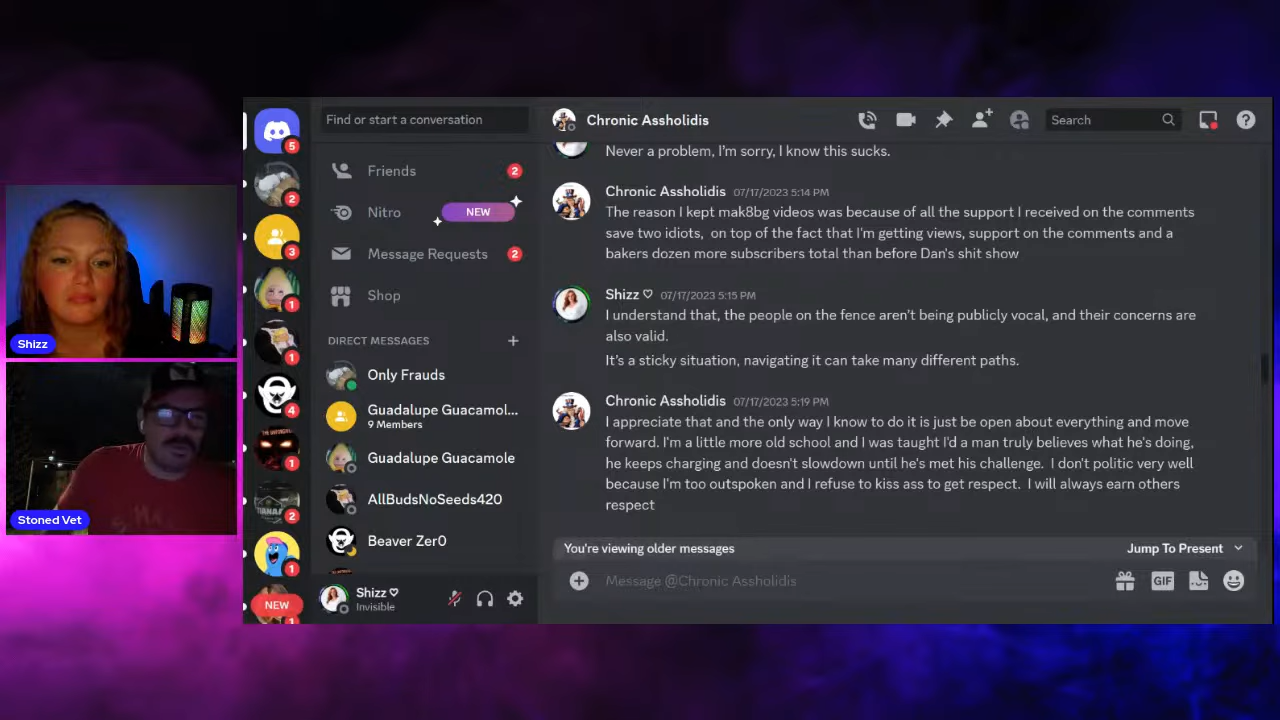 Find or start a conversation
Chronic Assholidis
Search
5
Friends
2
Nitro
NEW
Message Requests
2
Shop
DIRECT MESSAGES
Only Frauds
Guadalupe Guacamol...
9 Members
Guadalupe Guacamole
AllBudsNoSeeds420
Beaver Zer0
Shizz ♡
Invisible
2
3
1
1
4
1
2
1
NEW
1
Never a problem, I'm sorry, I know this sucks.
Chronic Assholidis 07/17/2023 5:14 PM
The reason I kept mak8bg videos was because of all the support I received on the comments
save two idiots, on top of the fact that I'm getting views, support on the comments and a
bakers dozen more subscribers total than before Dan's shit show
Shizz ♡ 07/17/2023 5:15 PM
I understand that, the people on the fence aren't being publicly vocal, and their concerns are
also valid.
It's a sticky situation, navigating it can take many different paths.
Chronic Assholidis 07/17/2023 5:19 PM
I appreciate that and the only way I know to do it is just be open about everything and move
forward. I'm a little more old school and I was taught I'd a man truly believes what he's doing,
he keeps charging and doesn't slowdown until he's met his challenge. I don't politic very well
because I'm too outspoken and I refuse to kiss ass to get respect. I will always earn others
respect
You're viewing older messages
Jump To Present
Message @Chronic Assholidis
GIF
Shizz
Stoned Vet